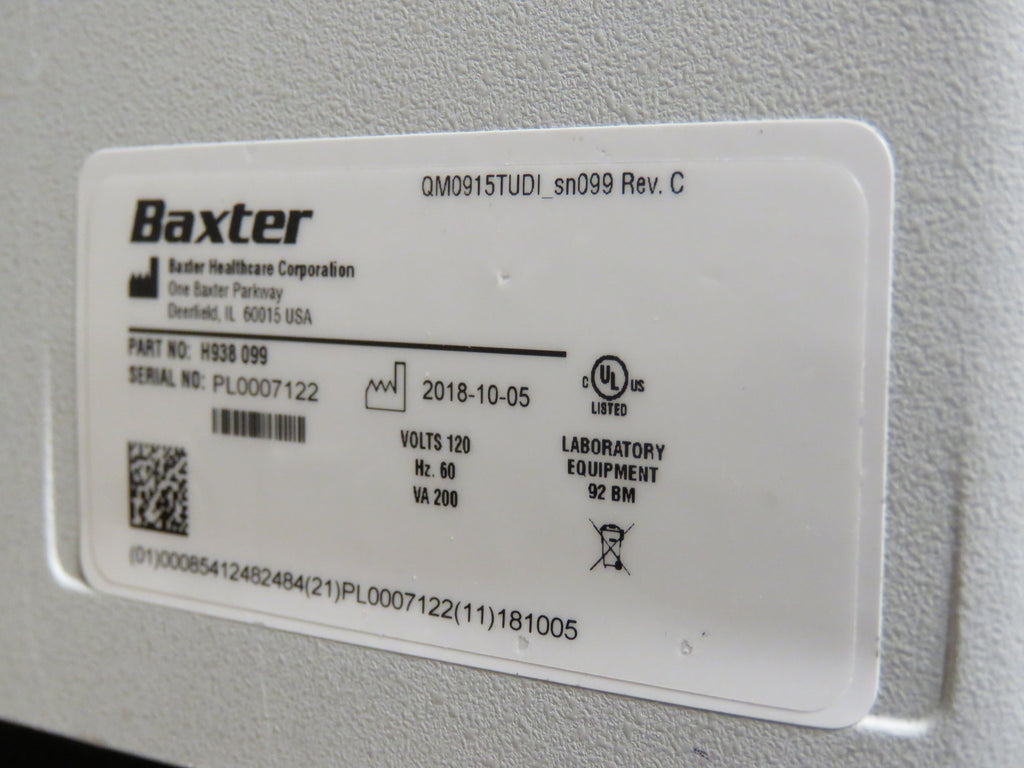 QM0915TUDI_sn099 Rev. C
Baxter
Baxter Healthcare Corporation
One Baxter Parkway
Deerfield, IL 60015 USA
PART NO: H938 099
SERIAL NO: PL0007122
2018-10-05
C UL US
LISTED
VOLTS 120
Hz. 60
VA 200
LABORATORY
EQUIPMENT
92 BM
(01)00085412482484(21)PL0007122(11)181005